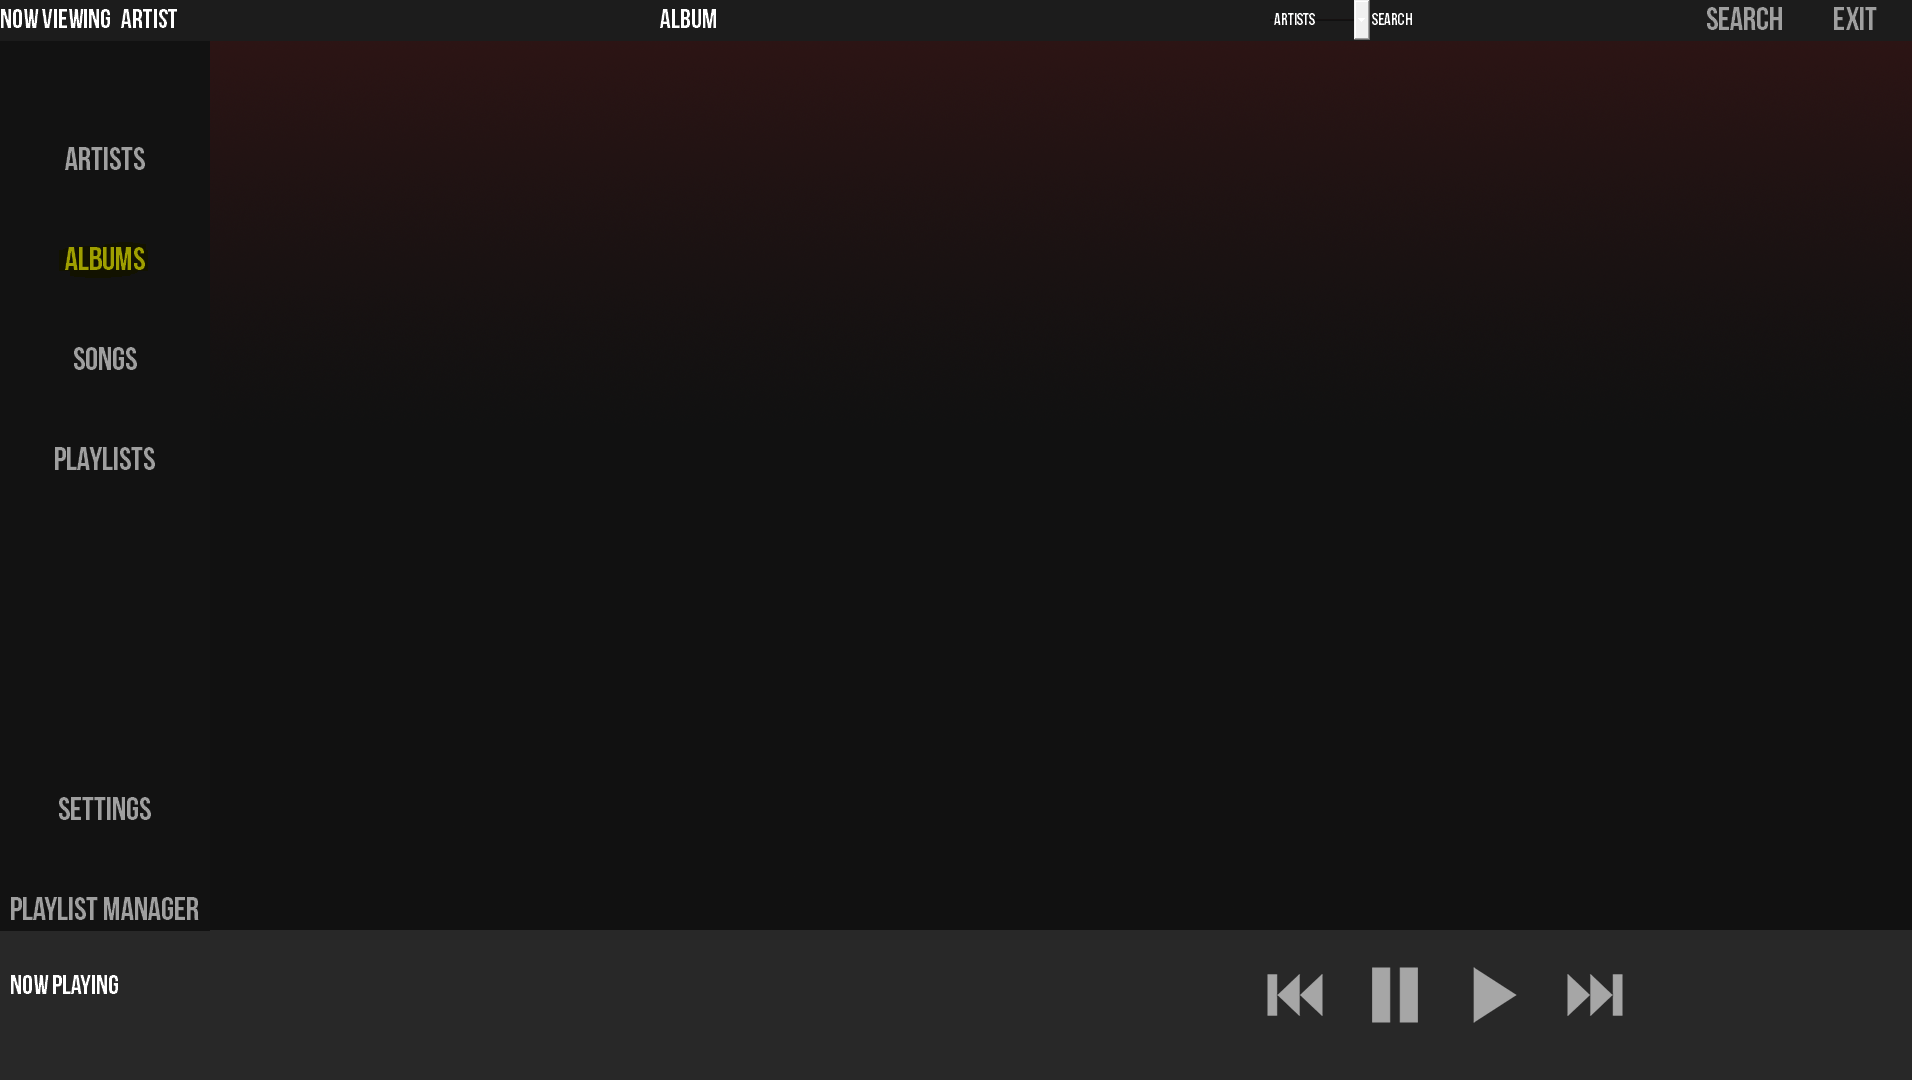 NOW VIEWING ARTIST ALBUM ARTISTS SEARCH SEARCH EXIT
ARTISTS
ALBUMS
SONGS
PLAYLISTS
SETTINGS
PLAYLIST MANAGER
NOW PLAYING